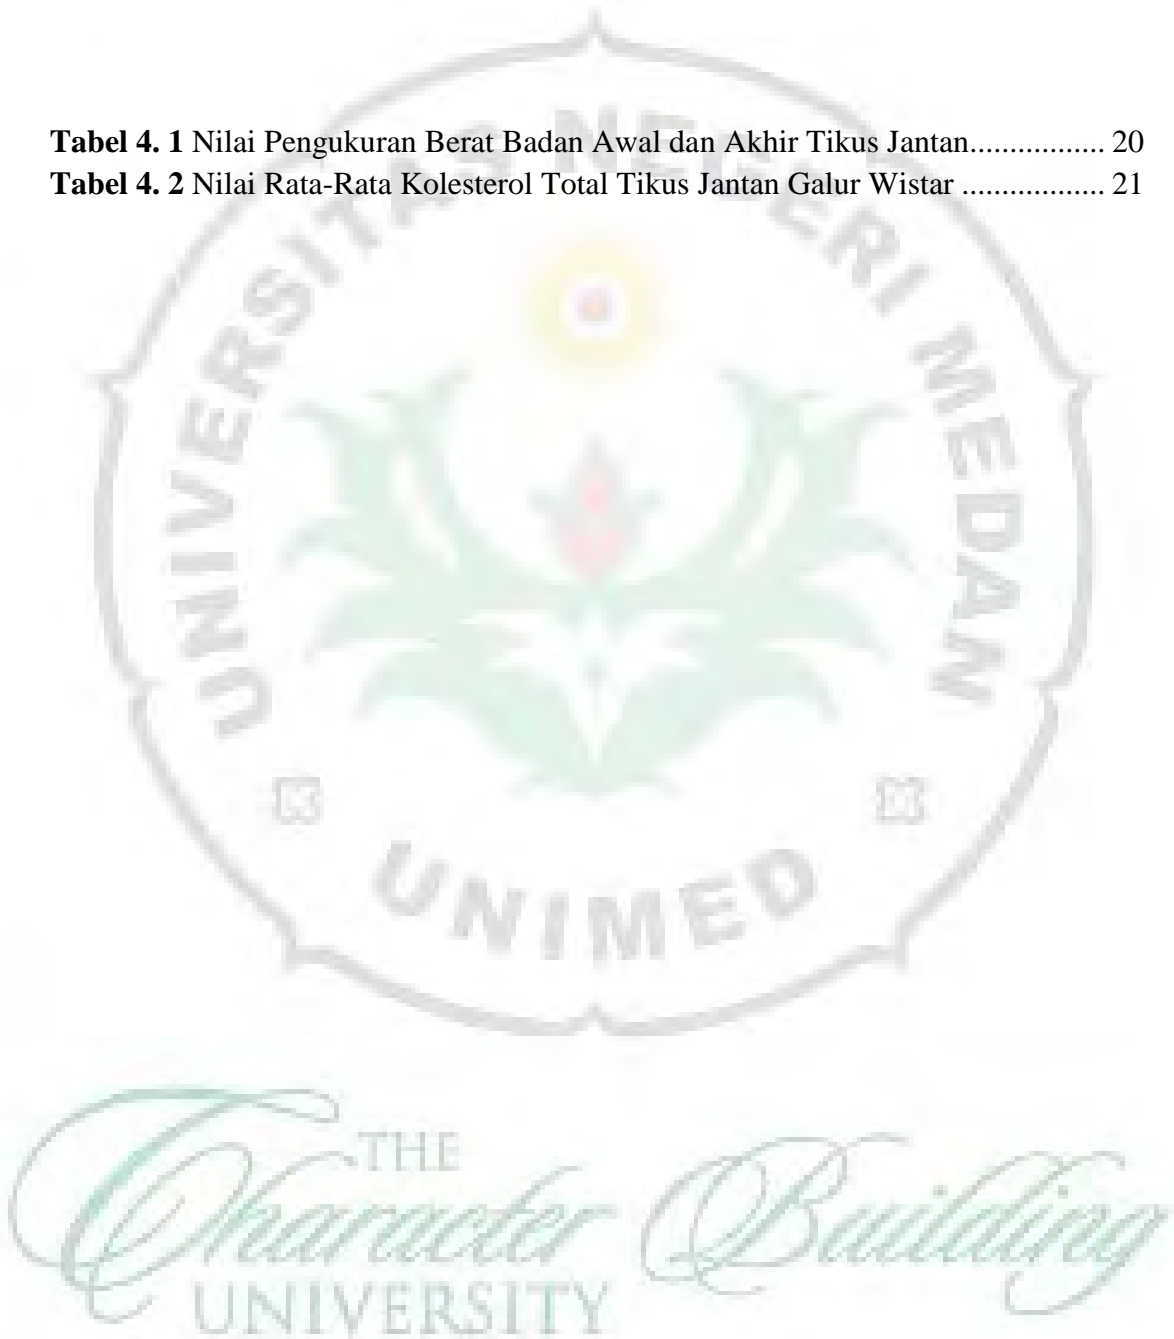 Tabel 4. 1 Nilai Pengukuran Berat Badan Awal dan Akhir Tikus Jantan................. 20
Tabel 4. 2 Nilai Rata-Rata Kolesterol Total Tikus Jantan Galur Wistar .................. 21
UNIVERSITAS NEGERI MEDAN
UNIMED
THE
Character Building
UNIVERSITY